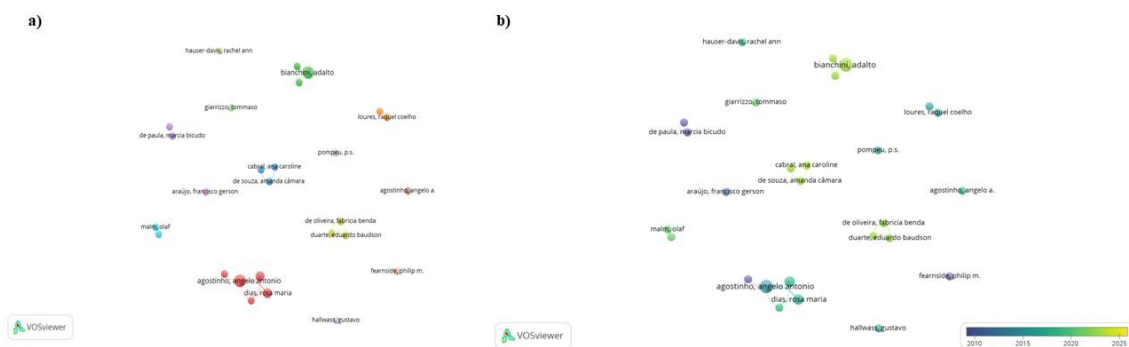 a)
hauser-davis, rachel ann
bianchini, adalto
giarrizzo, tommaso
loures, raquel coelho
de paula, marcia bicudo
pompeu, p.s.
cabral, ana caroline
de souza, amanda câmara
araújo, francisco gerson
agostinho, angelo a.
de oliveira, fabricia benda
malm, olaf
duarte, eduardo baudson
fearnside, philip m.
agostinho, angelo antonio
dias, rosa maria
hallwass, gustavo
VOSviewer
b)
hauser-davis, rachel ann
bianchini, adalto
giarrizzo, tommaso
loures, raquel coelho
de paula, marcia bicudo
pompeu, p.s.
cabral, ana caroline
de souza, amanda câmara
araújo, francisco gerson
agostinho, angelo a.
de oliveira, fabricia benda
malm, olaf
duarte, eduardo baudson
fearnside, philip m.
agostinho, angelo antonio
dias, rosa maria
hallwass, gustavo
VOSviewer
2010 2015 2020 2025